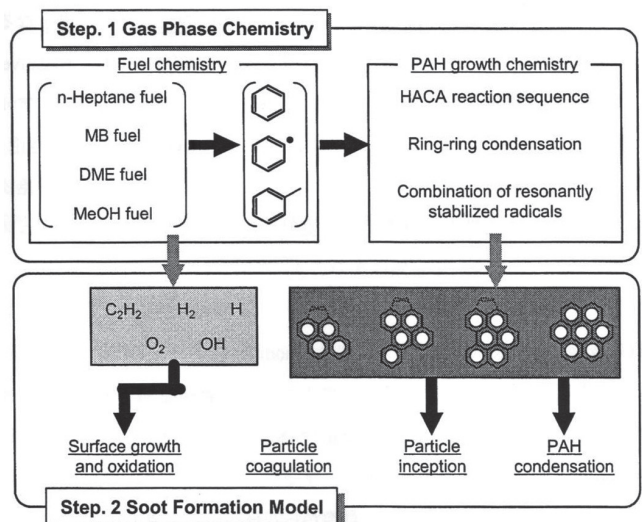 Step. 1 Gas Phase Chemistry
Fuel chemistry
n-Heptane fuel
MB fuel
DME fuel
MeOH fuel
PAH growth chemistry
HACA reaction sequence
Ring-ring condensation
Combination of resonantly
stabilized radicals
C₂H₂ H₂ H
O₂ OH
Surface growth
and oxidation
Particle
coagulation
Particle
inception
PAH
condensation
Step. 2 Soot Formation Model